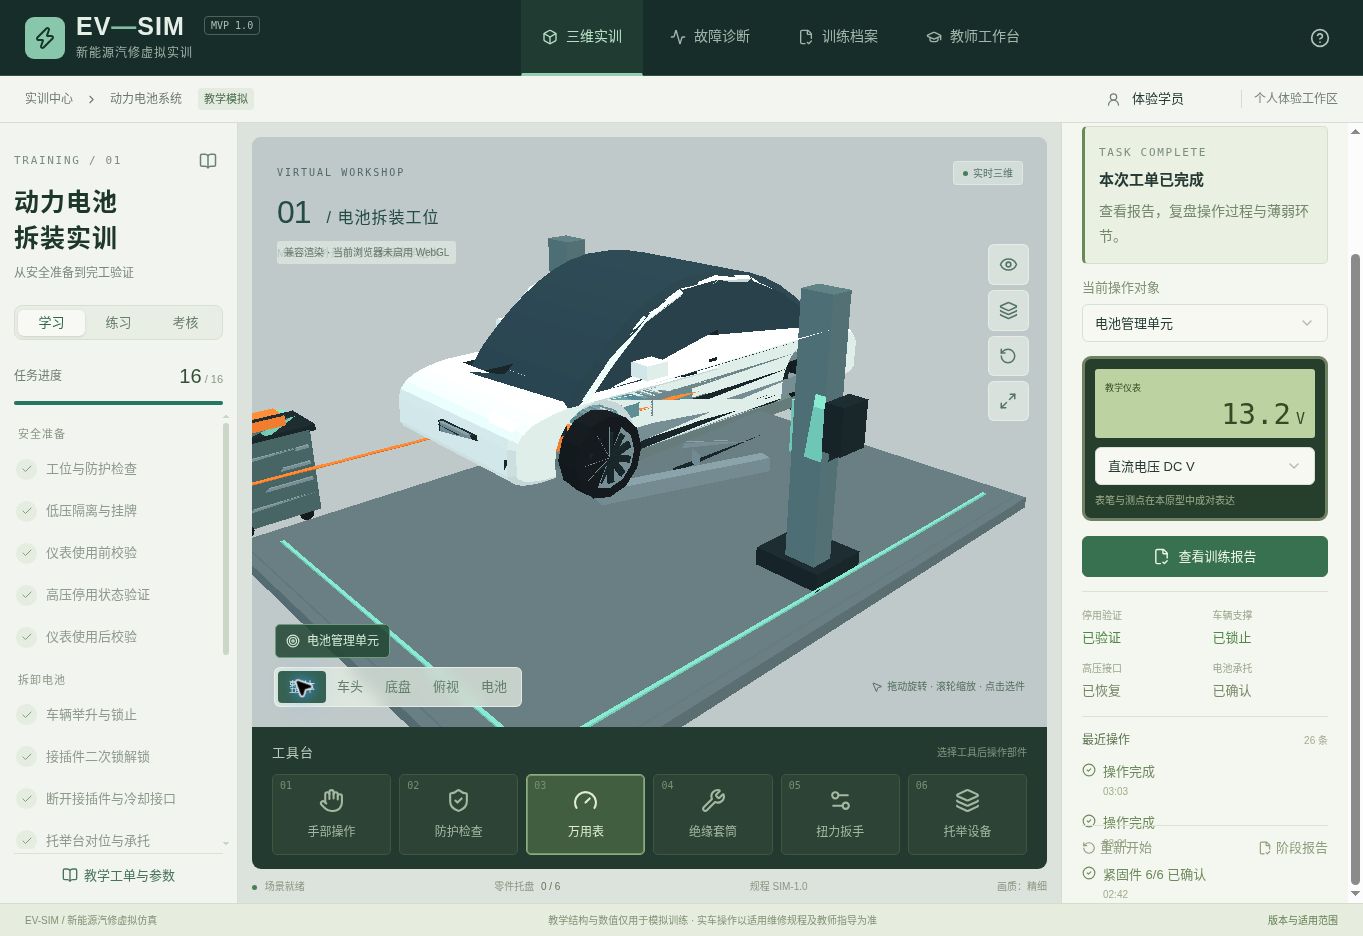 EV—SIM
MVP 1.0
新能源汽修虚拟实训
三维实训
故障诊断
训练档案
教师工作台
实训中心
动力电池系统
教学模拟
体验学员
个人体验工作区
TRAINING / 01
动力电池
拆装实训
从安全准备到完工验证
学习
练习
考核
任务进度
16 / 16
安全准备
工位与防护检查
低压隔离与挂牌
仪表使用前校验
高压停用状态验证
仪表使用后校验
拆卸电池
车辆举升与锁止
接插件二次锁解锁
断开接插件与冷却接口
托举台对位与承托
教学工单与参数
VIRTUAL WORKSHOP
01 / 电池拆装工位
兼容渲染 · 当前浏览器未启用 WebGL
实时三维
电池管理单元
车头
底盘
俯视
电池
拖动旋转 · 滚轮缩放 · 点击选件
工具台
选择工具后操作部件
01
手部操作
02
防护检查
03
万用表
04
绝缘套筒
05
扭力扳手
06
托举设备
场景就绪
零件托盘 0 / 6
规程 SIM-1.0
画质：精细
TASK COMPLETE
本次工单已完成
查看报告，复盘操作过程与薄弱环
节。
当前操作对象
电池管理单元
教学仪表
13.2 V
直流电压 DC V
表笔与测点在本原型中成对表达
查看训练报告
停用验证
已验证
车辆支撑
已锁止
高压接口
已恢复
电池承托
已确认
最近操作
26 条
操作完成
03:03
操作完成
重新开始
阶段报告
紧固件 6/6 已确认
02:42
EV-SIM / 新能源汽修虚拟仿真
教学结构与数值仅用于模拟训练 · 实车操作以适用维修规程及教师指导为准
版本与适用范围